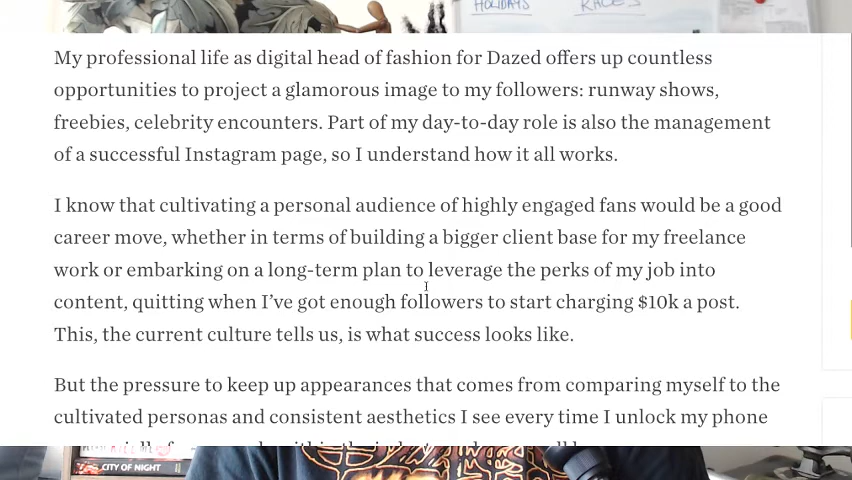 HOLIDAYS RACES
My professional life as digital head of fashion for Dazed offers up countless
opportunities to project a glamorous image to my followers: runway shows,
freebies, celebrity encounters. Part of my day-to-day role is also the management
of a successful Instagram page, so I understand how it all works.
I know that cultivating a personal audience of highly engaged fans would be a good
career move, whether in terms of building a bigger client base for my freelance
work or embarking on a long-term plan to leverage the perks of my job into
content, quitting when I’ve got enough followers to start charging $10k a post.
This, the current culture tells us, is what success looks like.
But the pressure to keep up appearances that comes from comparing myself to the
cultivated personas and consistent aesthetics I see every time I unlock my phone
CITY OF NIGHT